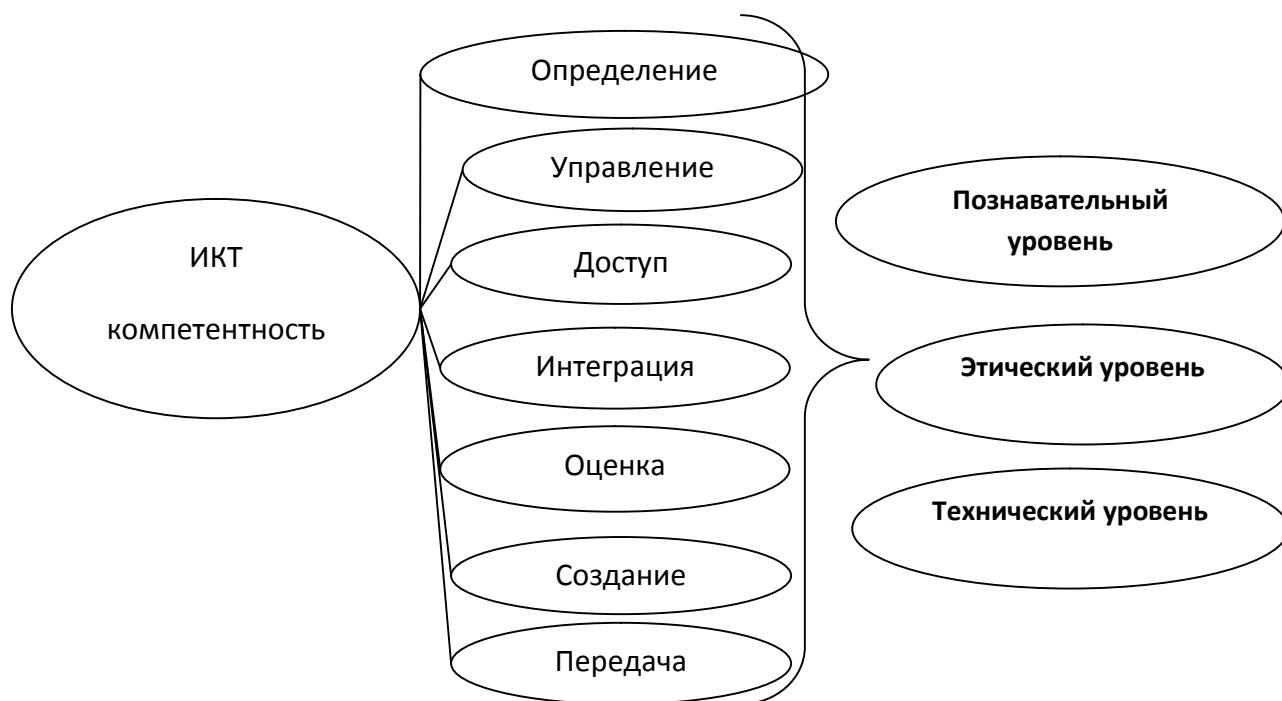 ИКТ
компетентность
Определение
Управление
Доступ
Интеграция
Оценка
Создание
Передача
Познавательный
уровень
Этический уровень
Технический уровень